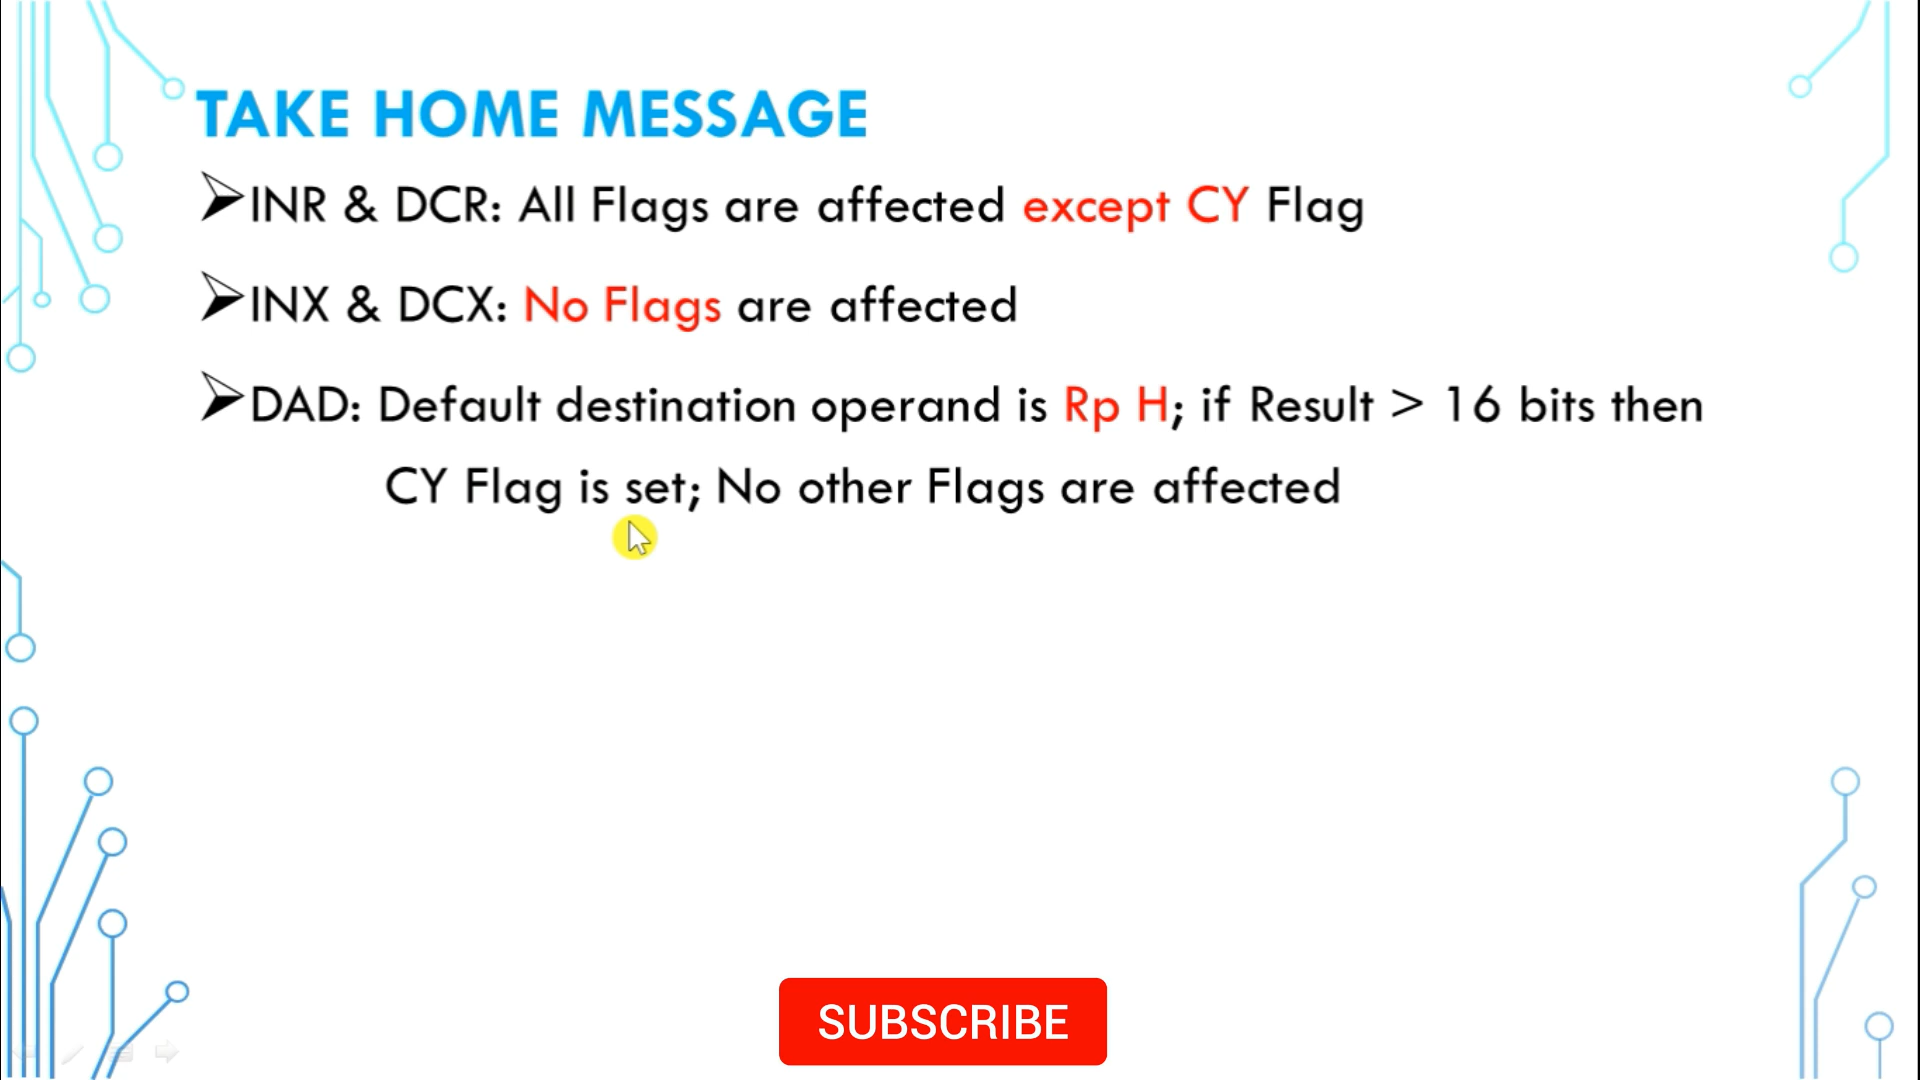 TAKE HOME MESSAGE
➢INR & DCR: All Flags are affected except CY Flag
➢INX & DCX: No Flags are affected
➢DAD: Default destination operand is Rp H; if Result > 16 bits then
CY Flag is set; No other Flags are affected
SUBSCRIBE